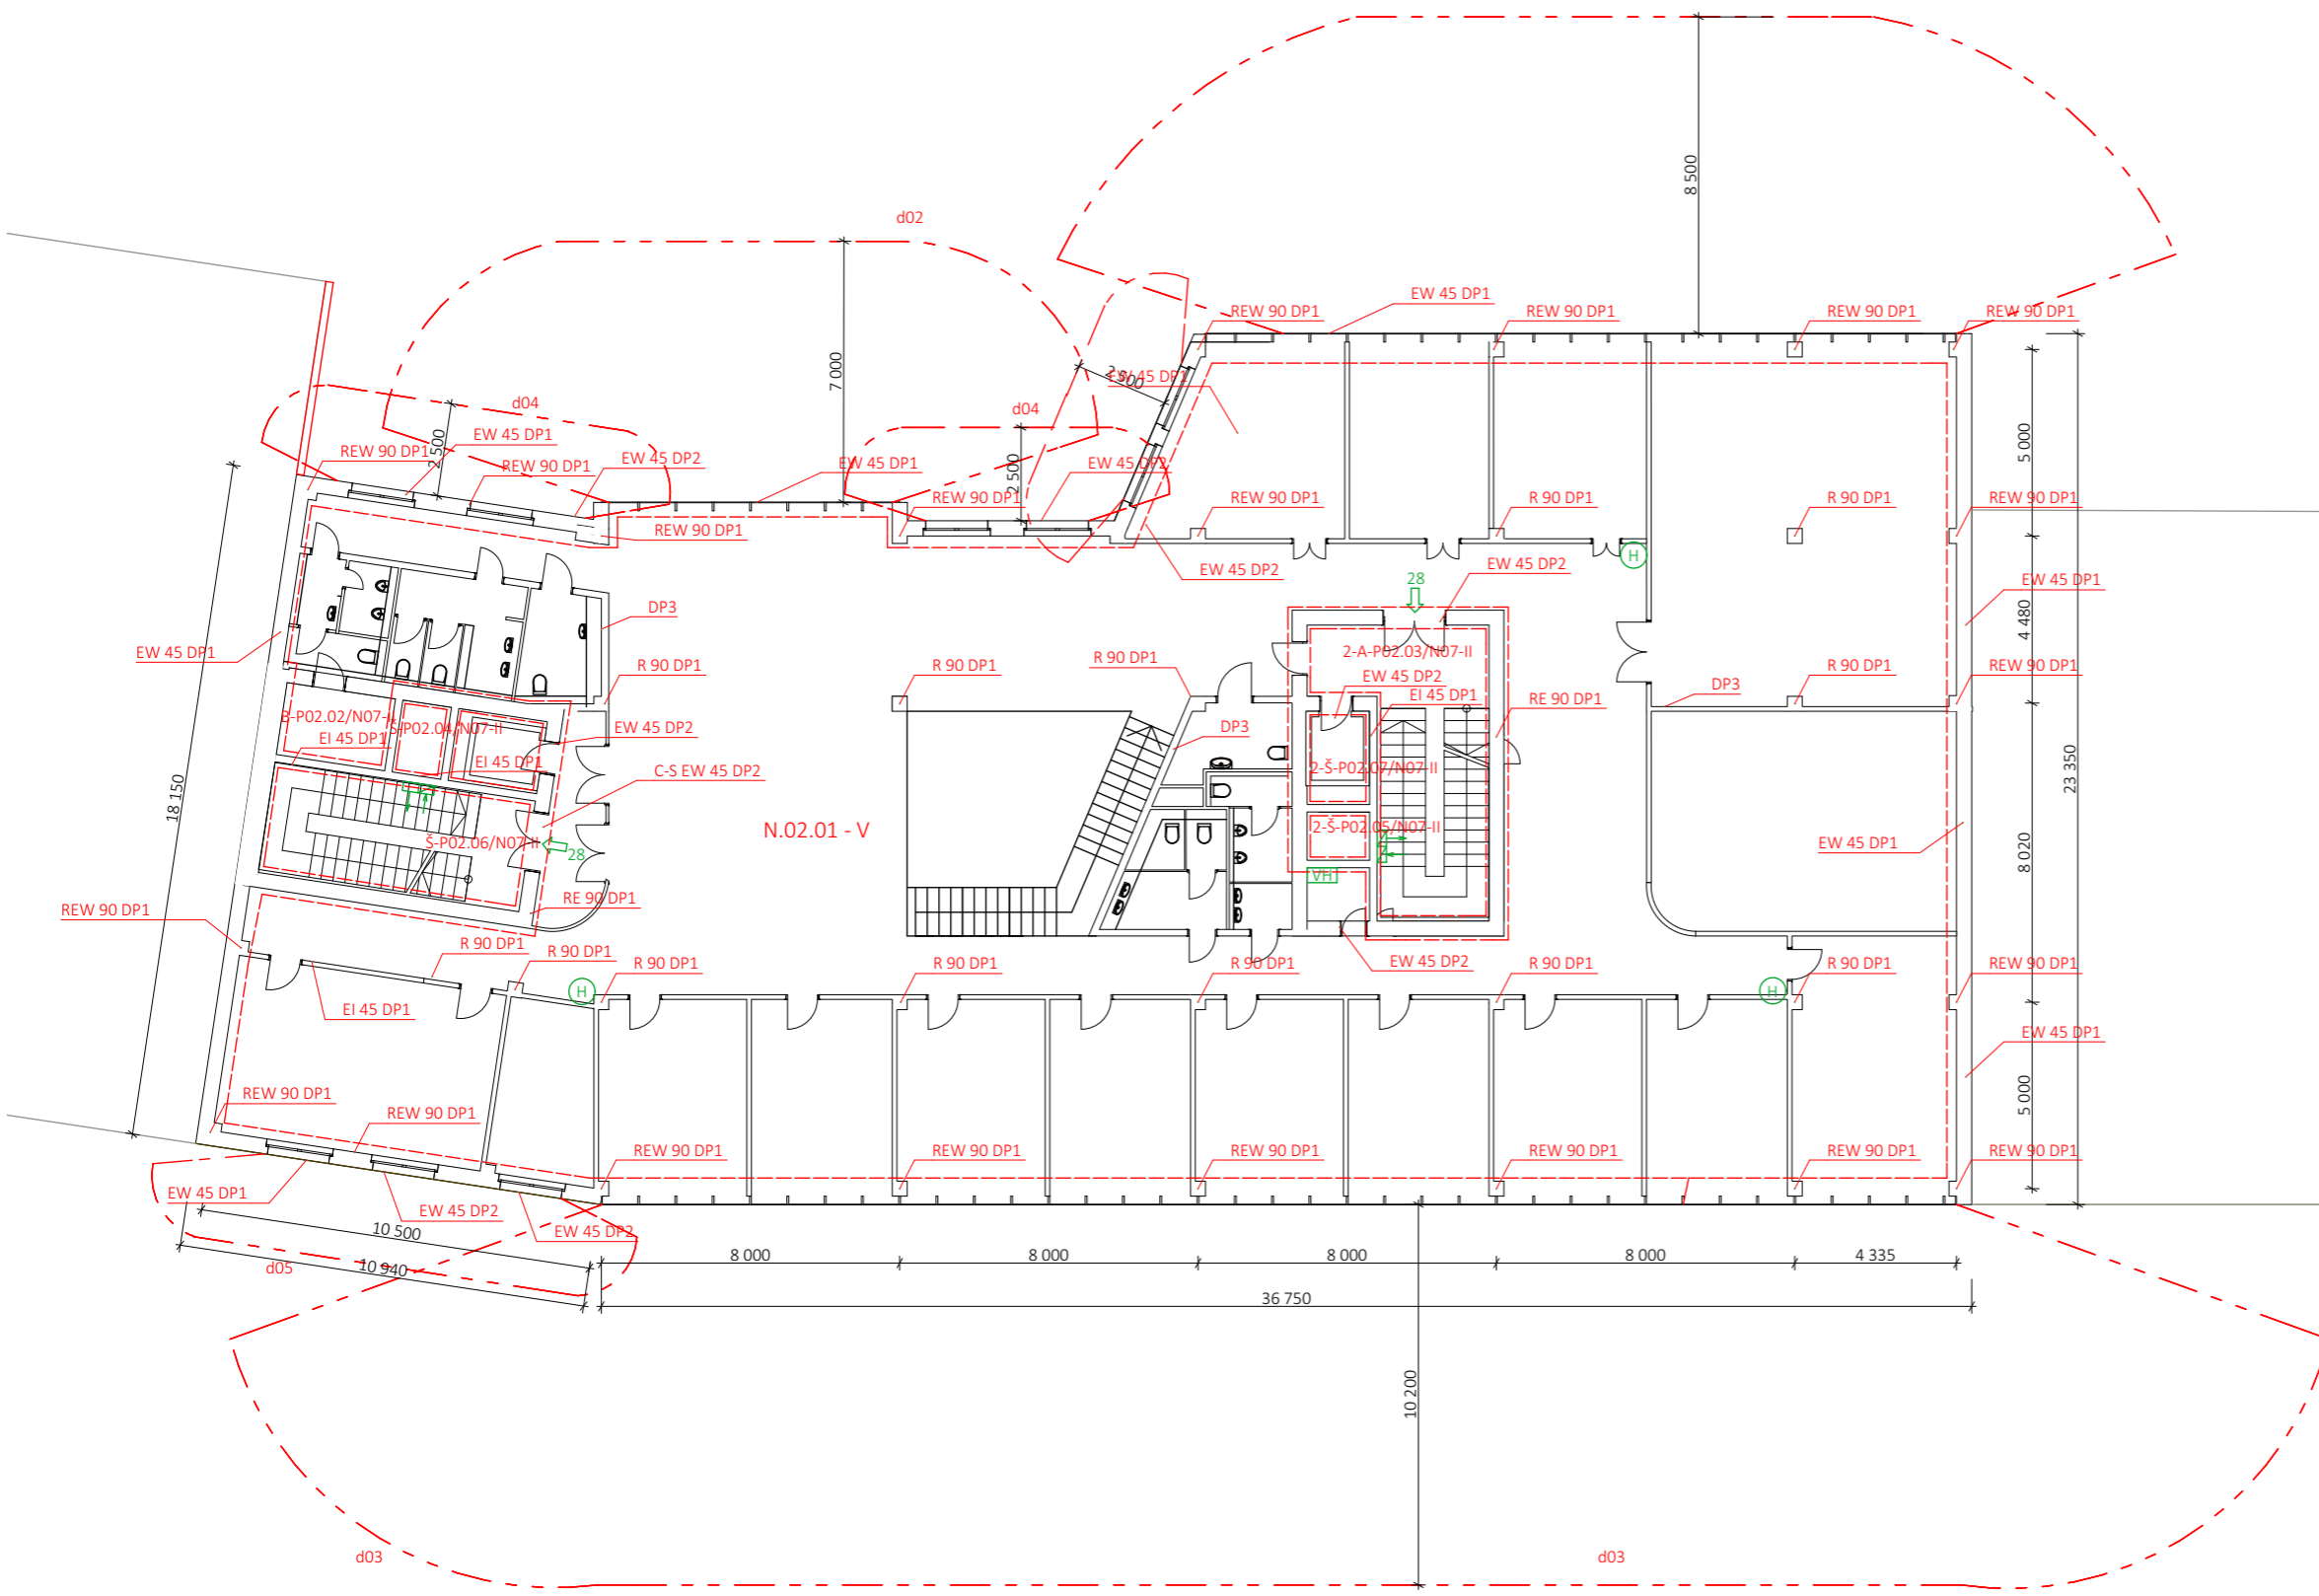 8 500
d02
REW 90 DP1
EW 45 DP1
REW 90 DP1
REW 90 DP1
REW 90 DP1
7 000
2 500
EW 45 DP1
d04
d04
EW 45 DP1
REW 90 DP1
2 500
REW 90 DP1
EW 45 DP2
EW 45 DP1
EW 45 DP2
2 500
5 000
REW 90 DP1
REW 90 DP1
R 90 DP1
R 90 DP1
REW 90 DP1
REW 90 DP1
H
EW 45 DP2
EW 45 DP2
28
EW 45 DP1
DP3
4 480
EW 45 DP1
2-A-P02.03/N07-II
R 90 DP1
R 90 DP1
R 90 DP1
EW 45 DP2
EI 45 DP1
RE 90 DP1
DP3
R 90 DP1
REW 90 DP1
B-P02.02/N07-
Š-P02.04/N07-II
EW 45 DP2
EI 45 DP1
EI 45 DP1
C-S EW 45 DP2
DP3
2-Š-P02.07/N07-II
18 150
23 350
N.02.01 - V
2-Š-P02.05/N07-II
Š-P02.06/N07-II
28
EW 45 DP1
8 020
VH
RE 90 DP1
REW 90 DP1
R 90 DP1
R 90 DP1
R 90 DP1
R 90 DP1
R 90 DP1
EW 45 DP2
R 90 DP1
R 90 DP1
REW 90 DP1
H
H
EI 45 DP1
EW 45 DP1
REW 90 DP1
REW 90 DP1
5 000
REW 90 DP1
REW 90 DP1
REW 90 DP1
REW 90 DP1
REW 90 DP1
REW 90 DP1
EW 45 DP1
EW 45 DP2
EW 45 DP2
10 500
8 000
8 000
8 000
8 000
4 335
d05
10 940
36 750
10 200
d03
d03